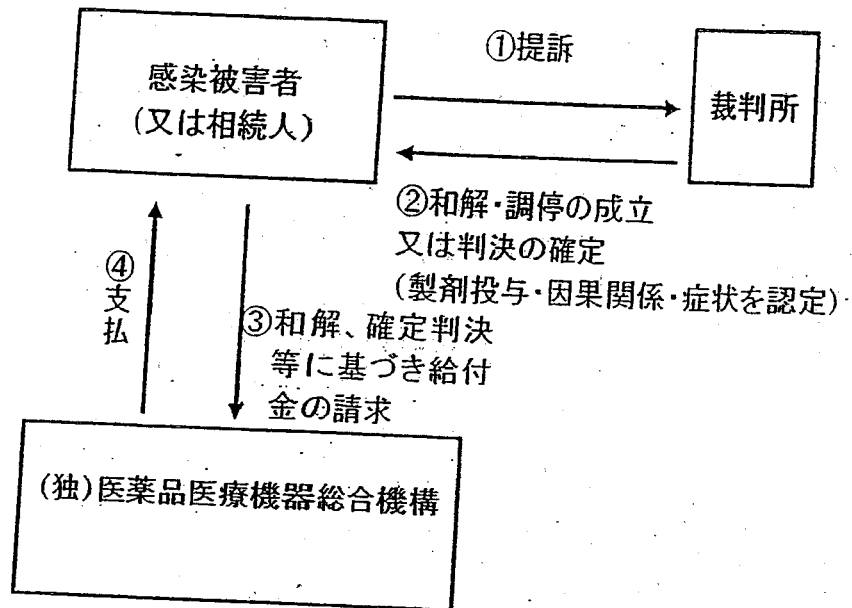 ①提訴
感染被害者
(又は相続人)
裁判所
②和解・調停の成立
又は判決の確定
(製剤投与・因果関係・症状を認定)
④支払
③和解、確定判決
等に基づき給付
金の請求
(独)医薬品医療機器総合機構